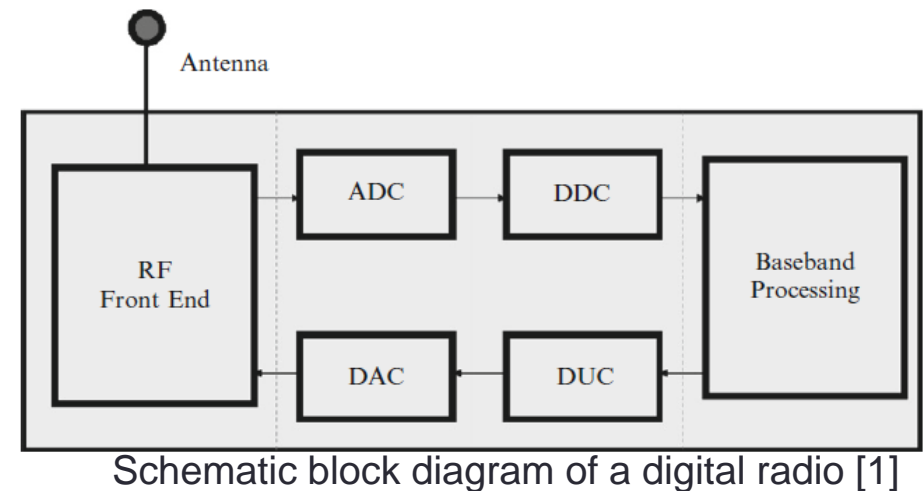 Antenna
ADC
DDC
RF
Front End
Baseband
Processing
DAC
DUC
Schematic block diagram of a digital radio [1]